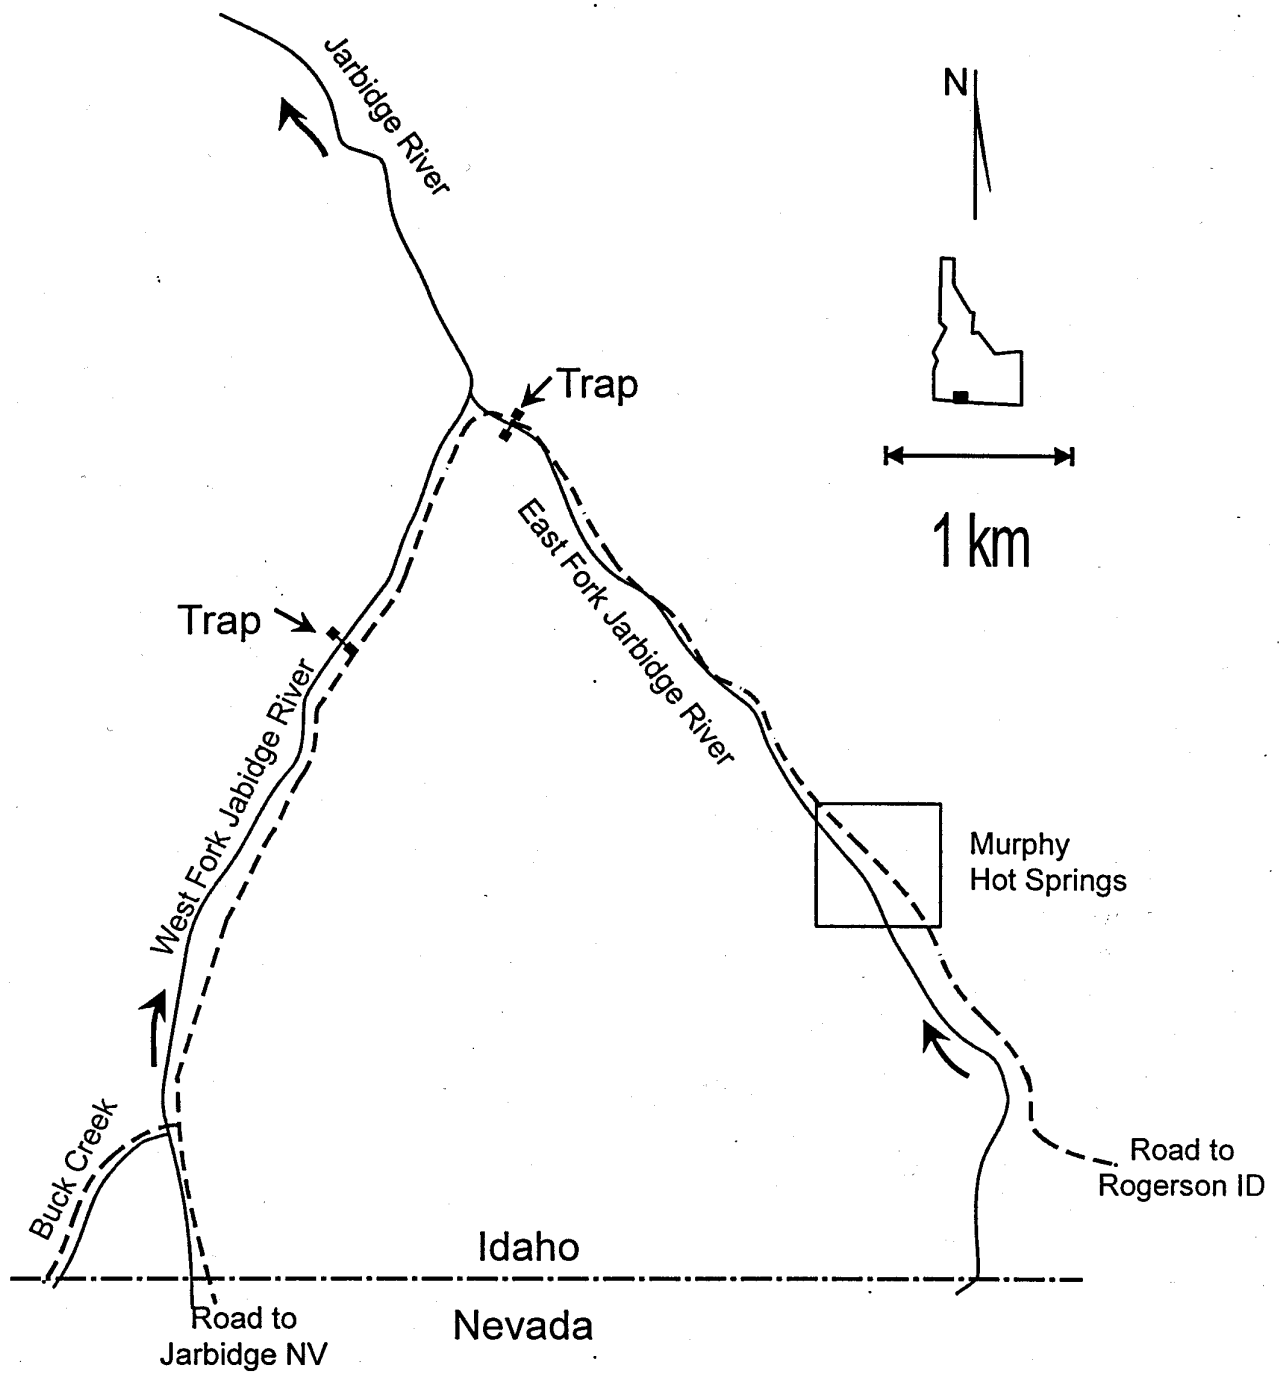 Jarbidge River
N
Trap
1 km
East Fork Jarbidge River
Trap
West Fork Jabidge River
Murphy
Hot Springs
Buck Creek
Road to
Rogerson ID
Idaho
Nevada
Road to
Jarbidge NV